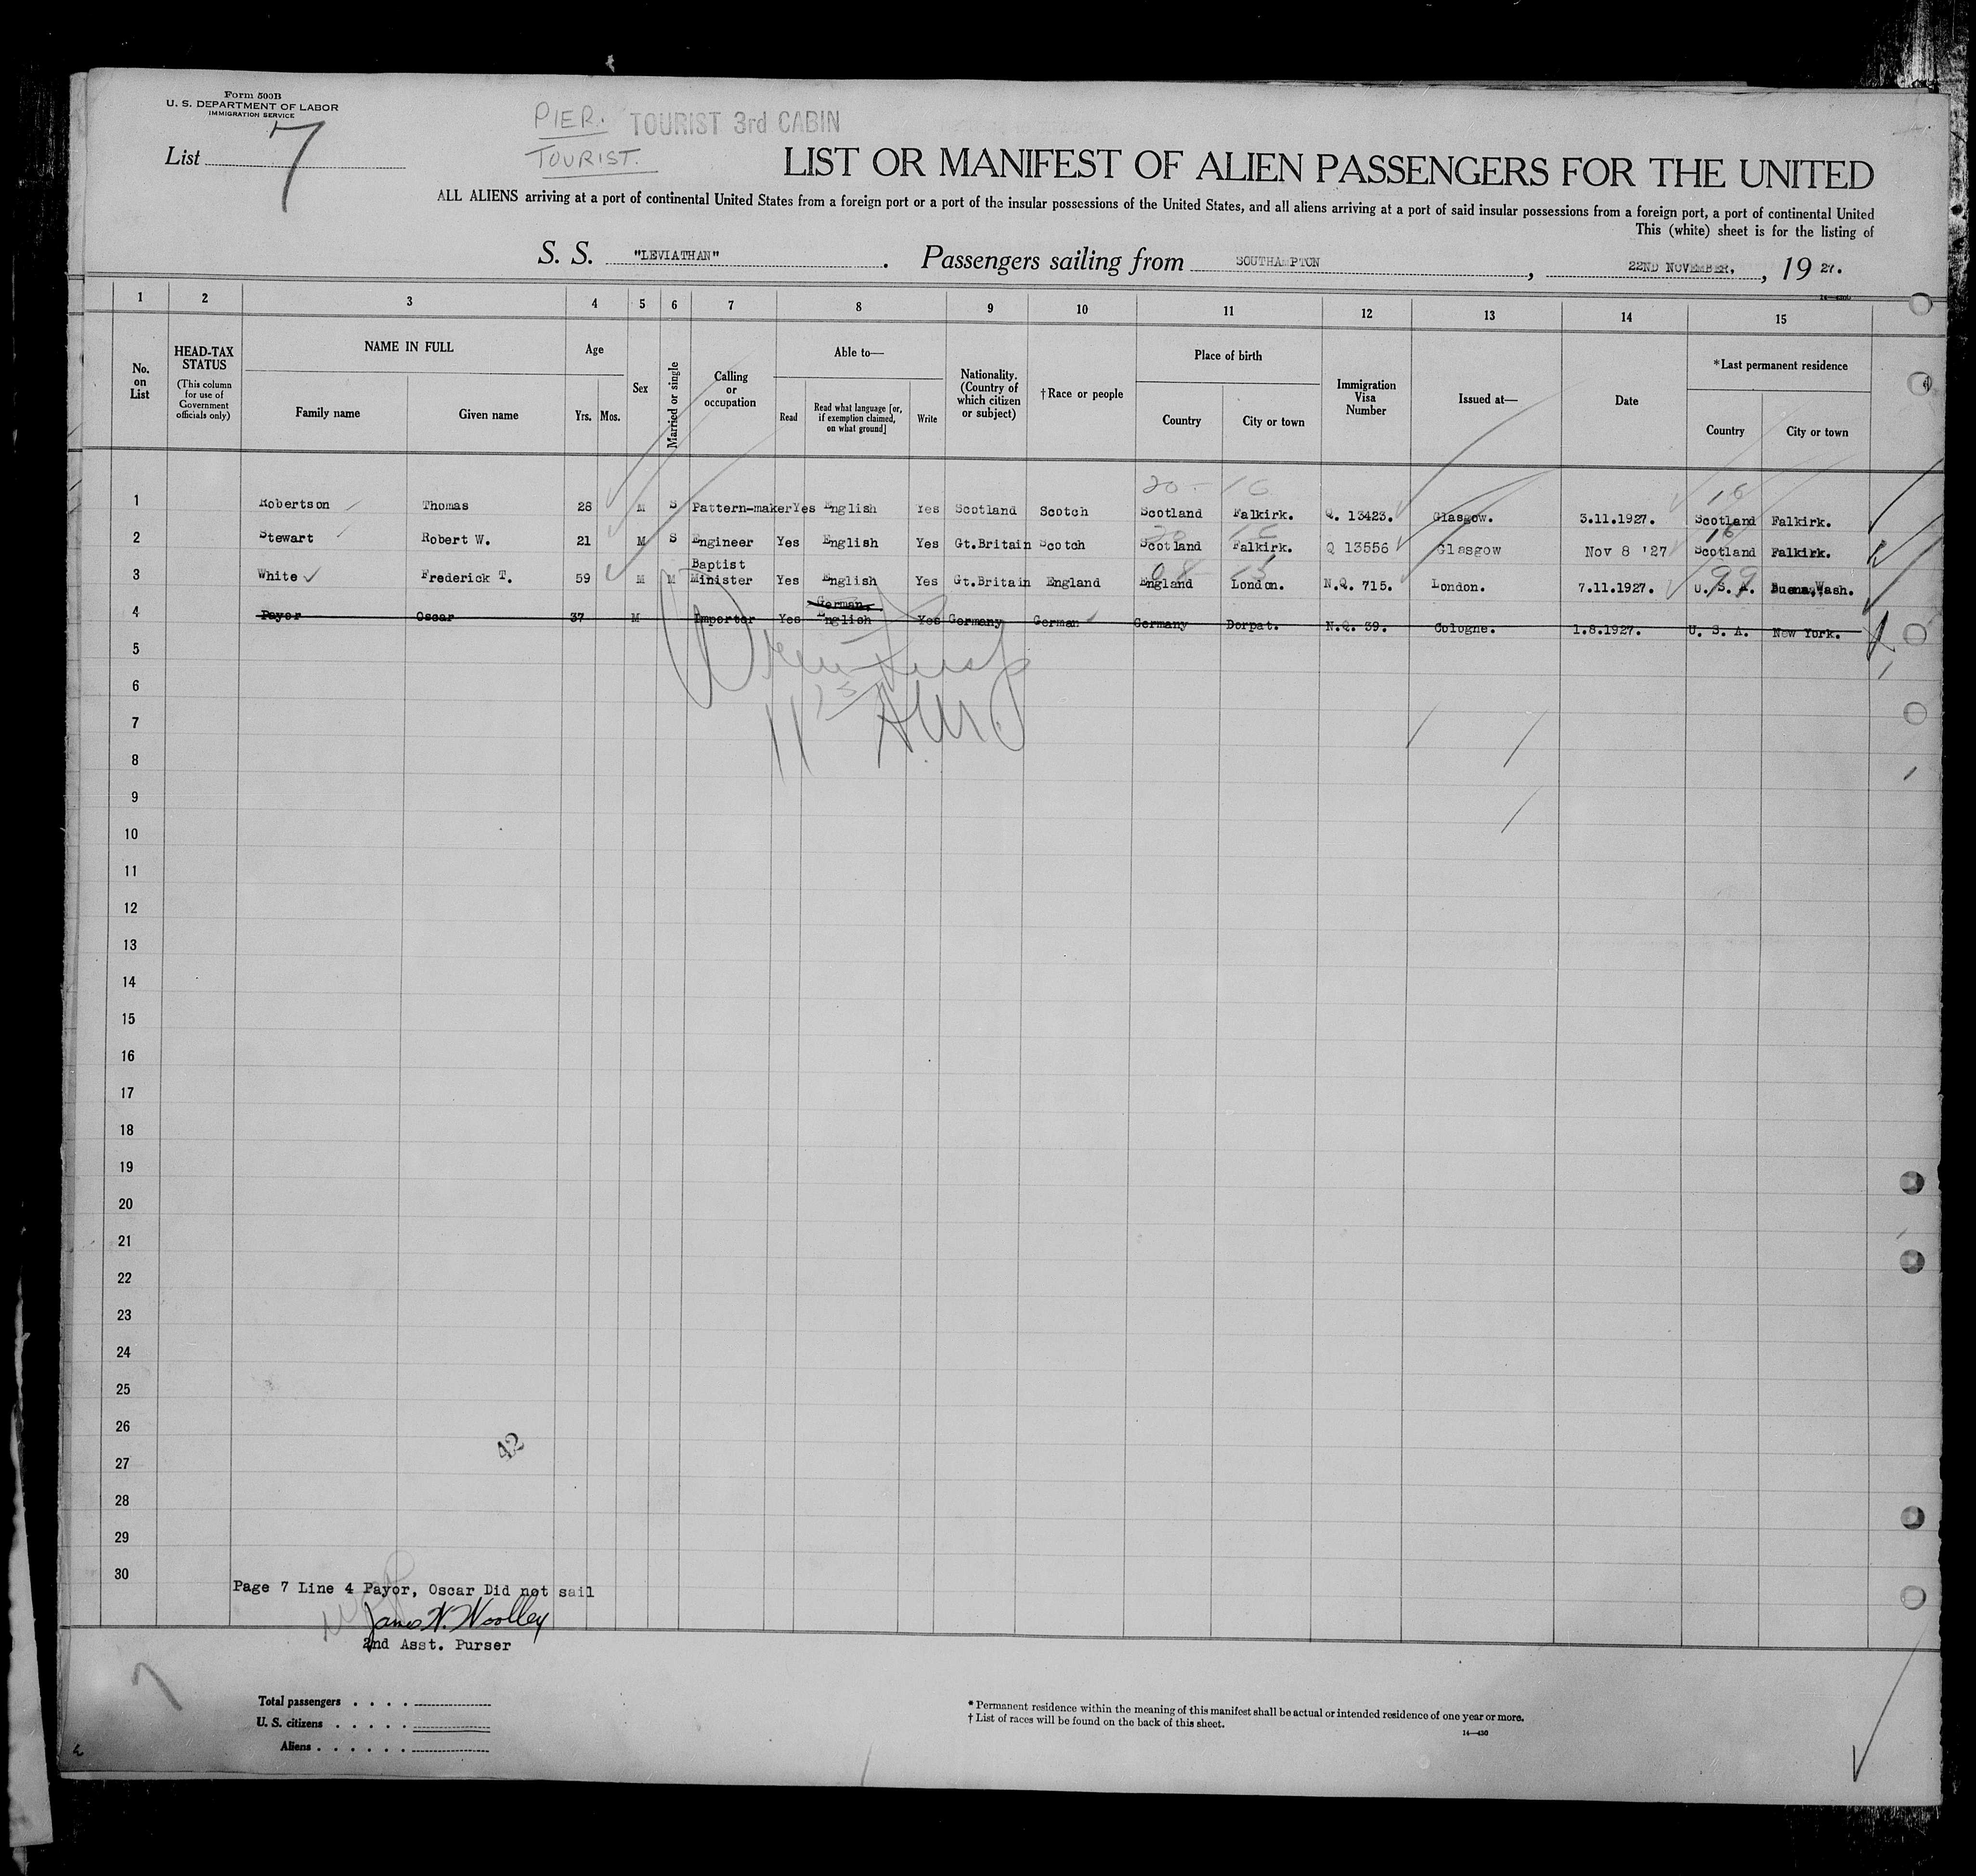 Form 500B
U. S. DEPARTMENT OF LABOR
IMMIGRATION SERVICE
List 7
PIER. TOURIST 3rd CABIN
TOURIST.
LIST OR MANIFEST OF ALIEN PASSENGERS FOR THE UNITED
ALL ALIENS arriving at a port of continental United States from a foreign port or a port of the insular possessions of the United States, and all aliens arriving at a port of said insular possessions from a foreign port, a port of continental United
This (white) sheet is for the listing of
S. S. "LEVIATHAN" . Passengers sailing from SOUTHAMPTON , 22ND NOVEMBER, , 19 27.
1 2 3 4 5 6 7 8 9 10 11 12 13 14 15
No. on List
HEAD-TAX STATUS (This column for use of Government officials only)
NAME IN FULL Family name Given name
Age Yrs. Mos.
Sex
Married or single
Calling or occupation
Able to— Read Read what language [or, if exemption claimed, on what ground] Write
Nationality. (Country of which citizen or subject)
†Race or people
Place of birth Country City or town
Immigration Visa Number
Issued at—
Date
*Last permanent residence Country City or town
20 - 16 16
1 Robertson Thomas 28 M S Pattern-maker Yes English Yes Scotland Scotch Scotland Falkirk. Q. 13423. Glasgow. 3.11.1927. Scotland Falkirk.
16
2 Stewart Robert W. 21 M S Engineer Yes English Yes Gt.Britain Scotch Scotland Falkirk. Q 13556 Glasgow Nov 8 '27 Scotland Falkirk.
99
3 White Frederick T. 59 M M Baptist Minister Yes English Yes Gt.Britain England England London. N.Q. 715. London. 7.11.1927. U. S. A. Buena, Wash.
4 Payor Oscar 37 M Importer Yes German, English Yes Germany German Germany Dorpat. N.Q. 39. Cologne. 1.8.1927. U. S. A. New York.
5
6
7
8
9
10
11
12
13
14
15
16
17
18
19
20
21
22
23
24
25
26
42
27
28
29
30
Page 7 Line 4 Payor, Oscar Did not sail
James W. Woolley
2nd Asst. Purser
Total passengers . . . .
U. S. citizens . . . . .
Aliens . . . . . .
* Permanent residence within the meaning of this manifest shall be actual or intended residence of one year or more.
† List of races will be found on the back of this sheet.
14—430